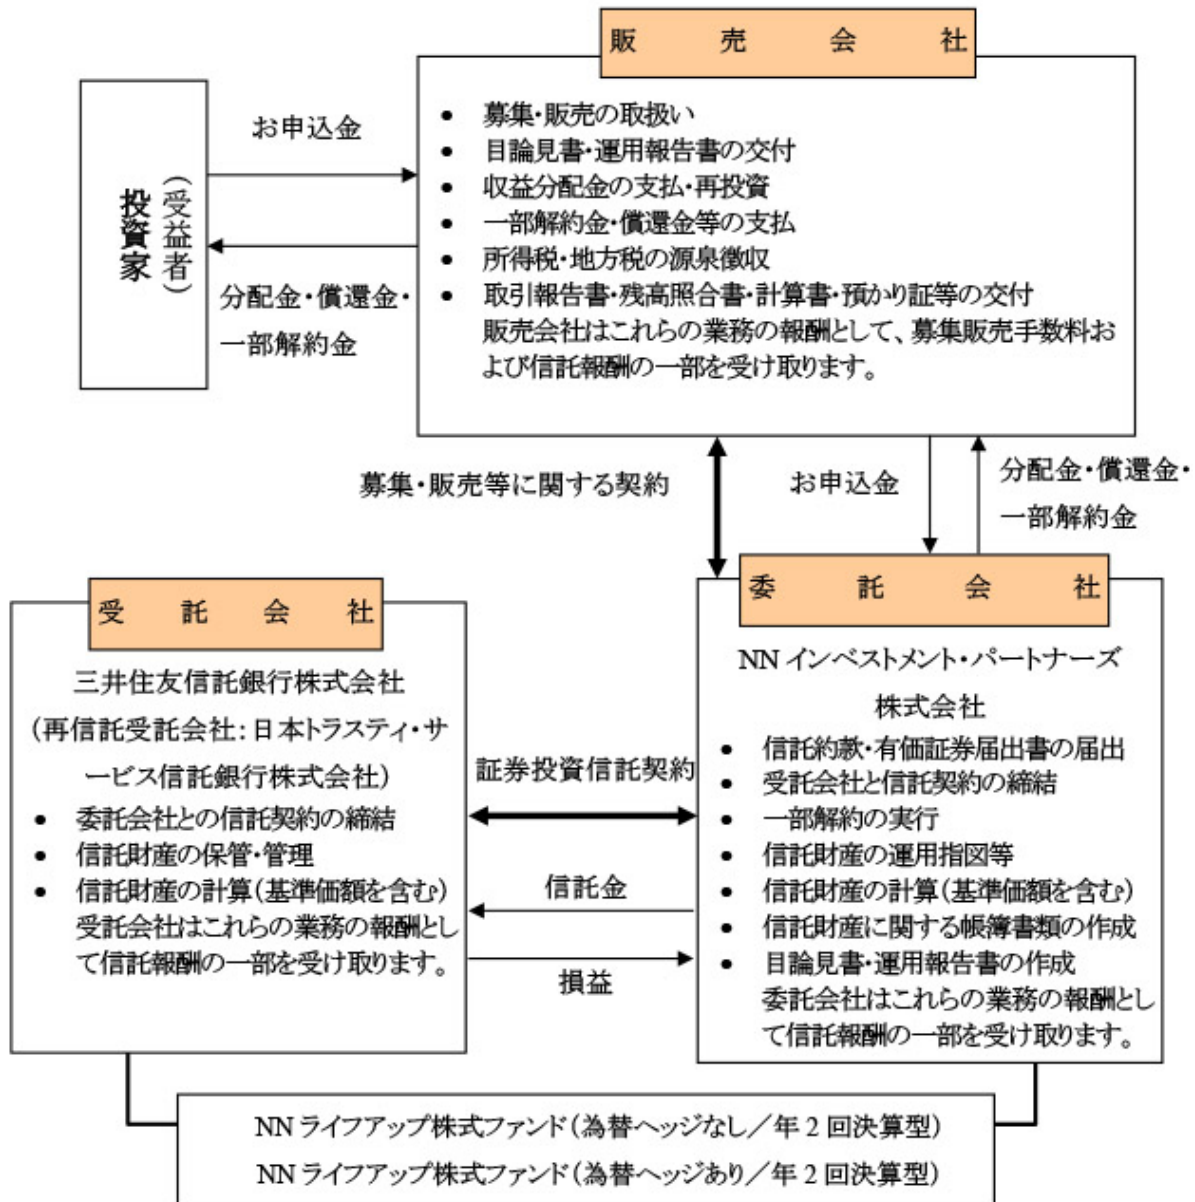 販売会社
お申込金
投資家
(受益者)
分配金・償還金・
一部解約金
● 募集・販売の取扱い
● 目論見書・運用報告書の交付
● 収益分配金の支払・再投資
● 一部解約金・償還金等の支払
● 所得税・地方税の源泉徴収
● 取引報告書・残高照合書・計算書・預かり証等の交付
販売会社はこれらの業務の報酬として、募集販売手数料お
よび信託報酬の一部を受け取ります。
募集・販売等に関する契約
お申込金
分配金・償還金・
一部解約金
受託会社
三井住友信託銀行株式会社
(再信託受託会社:日本トラスティ・サ
ービス信託銀行株式会社)
● 委託会社との信託契約の締結
● 信託財産の保管・管理
● 信託財産の計算(基準価額を含む)
受託会社はこれらの業務の報酬とし
て信託報酬の一部を受け取ります。
証券投資信託契約
信託金
損益
委託会社
NNインベストメント・パートナーズ
株式会社
● 信託約款・有価証券届出書の届出
● 受託会社と信託契約の締結
● 一部解約の実行
● 信託財産の運用指図等
● 信託財産の計算(基準価額を含む)
● 信託財産に関する帳簿書類の作成
● 目論見書・運用報告書の作成
委託会社はこれらの業務の報酬とし
て信託報酬の一部を受け取ります。
NNライフアップ株式ファンド(為替ヘッジなし/年2回決算型)
NNライフアップ株式ファンド(為替ヘッジあり/年2回決算型)